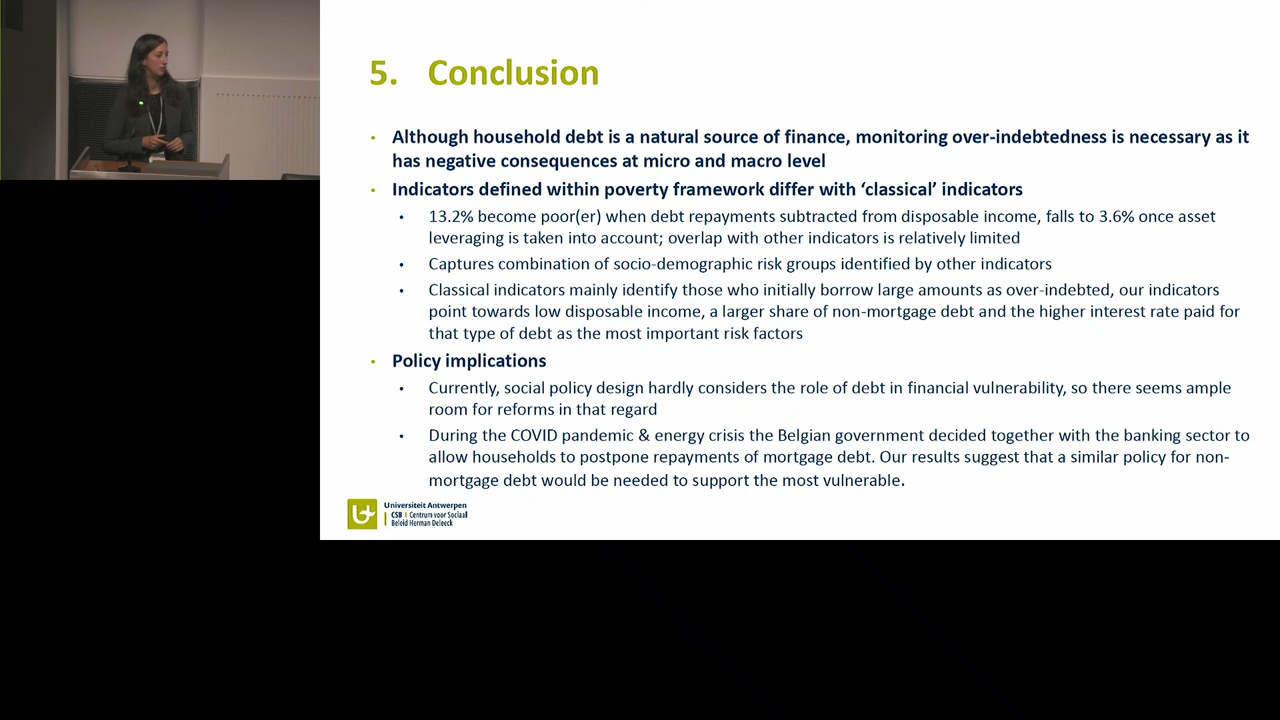 5. Conclusion
• Although household debt is a natural source of finance, monitoring over-indebtedness is necessary as it
has negative consequences at micro and macro level
• Indicators defined within poverty framework differ with ‘classical’ indicators
• 13.2% become poor(er) when debt repayments subtracted from disposable income, falls to 3.6% once asset
leveraging is taken into account; overlap with other indicators is relatively limited
• Captures combination of socio-demographic risk groups identified by other indicators
• Classical indicators mainly identify those who initially borrow large amounts as over-indebted, our indicators
point towards low disposable income, a larger share of non-mortgage debt and the higher interest rate paid for
that type of debt as the most important risk factors
• Policy implications
• Currently, social policy design hardly considers the role of debt in financial vulnerability, so there seems ample
room for reforms in that regard
• During the COVID pandemic & energy crisis the Belgian government decided together with the banking sector to
allow households to postpone repayments of mortgage debt. Our results suggest that a similar policy for non-
mortgage debt would be needed to support the most vulnerable.
Universiteit Antwerpen
CSB | Centrum voor Sociaal
Beleid Herman Deleeck